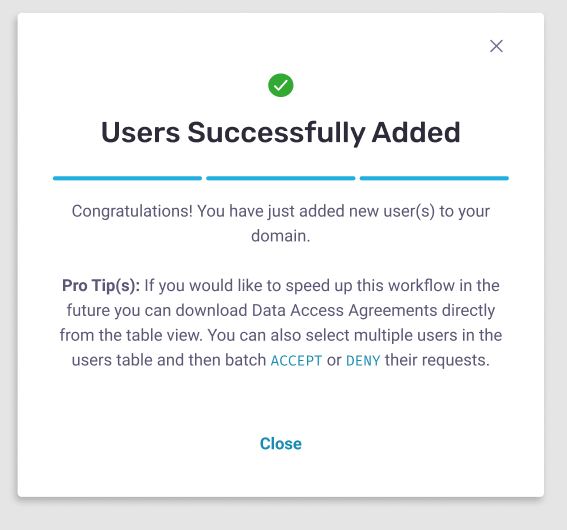 Users Successfully Added
Congratulations! You have just added new user(s) to your
domain.
Pro Tip(s): If you would like to speed up this workflow in the
future you can download Data Access Agreements directly
from the table view. You can also select multiple users in the
users table and then batch ACCEPT or DENY their requests.
Close